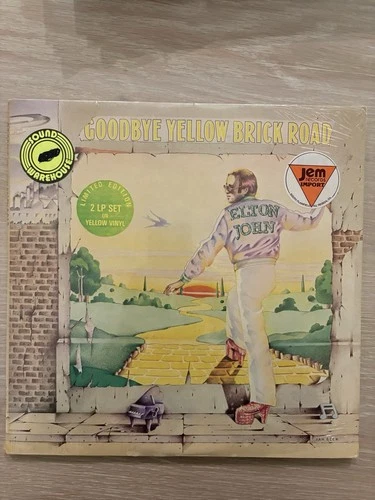 GOODBYE YELLOW BRICK ROAD
SOUND
WAREHOUSE
Jem
records
IMPORT
LIMITED EDITION
2 LP SET
ON
YELLOW VINYL
ELTON
JOHN